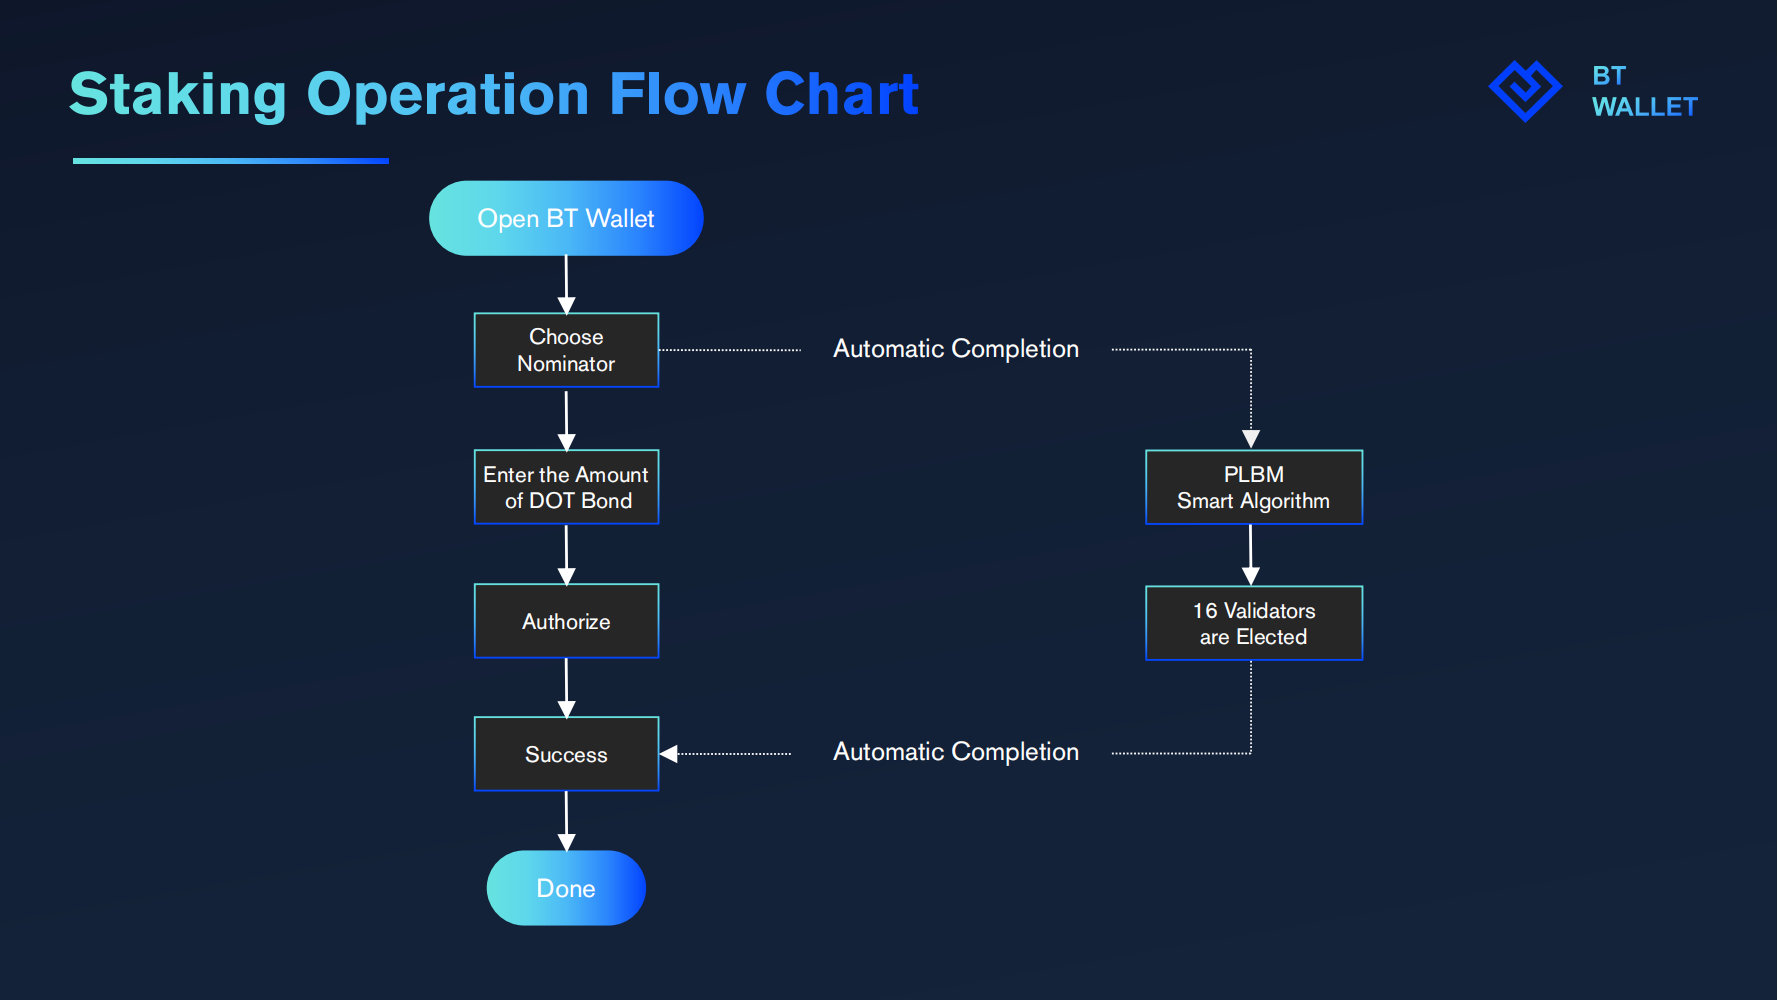 Staking Operation Flow Chart
BT
WALLET
Open BT Wallet
Choose
Nominator
Automatic Completion
Enter the Amount
of DOT Bond
PLBM
Smart Algorithm
Authorize
16 Validators
are Elected
Success
Automatic Completion
Done